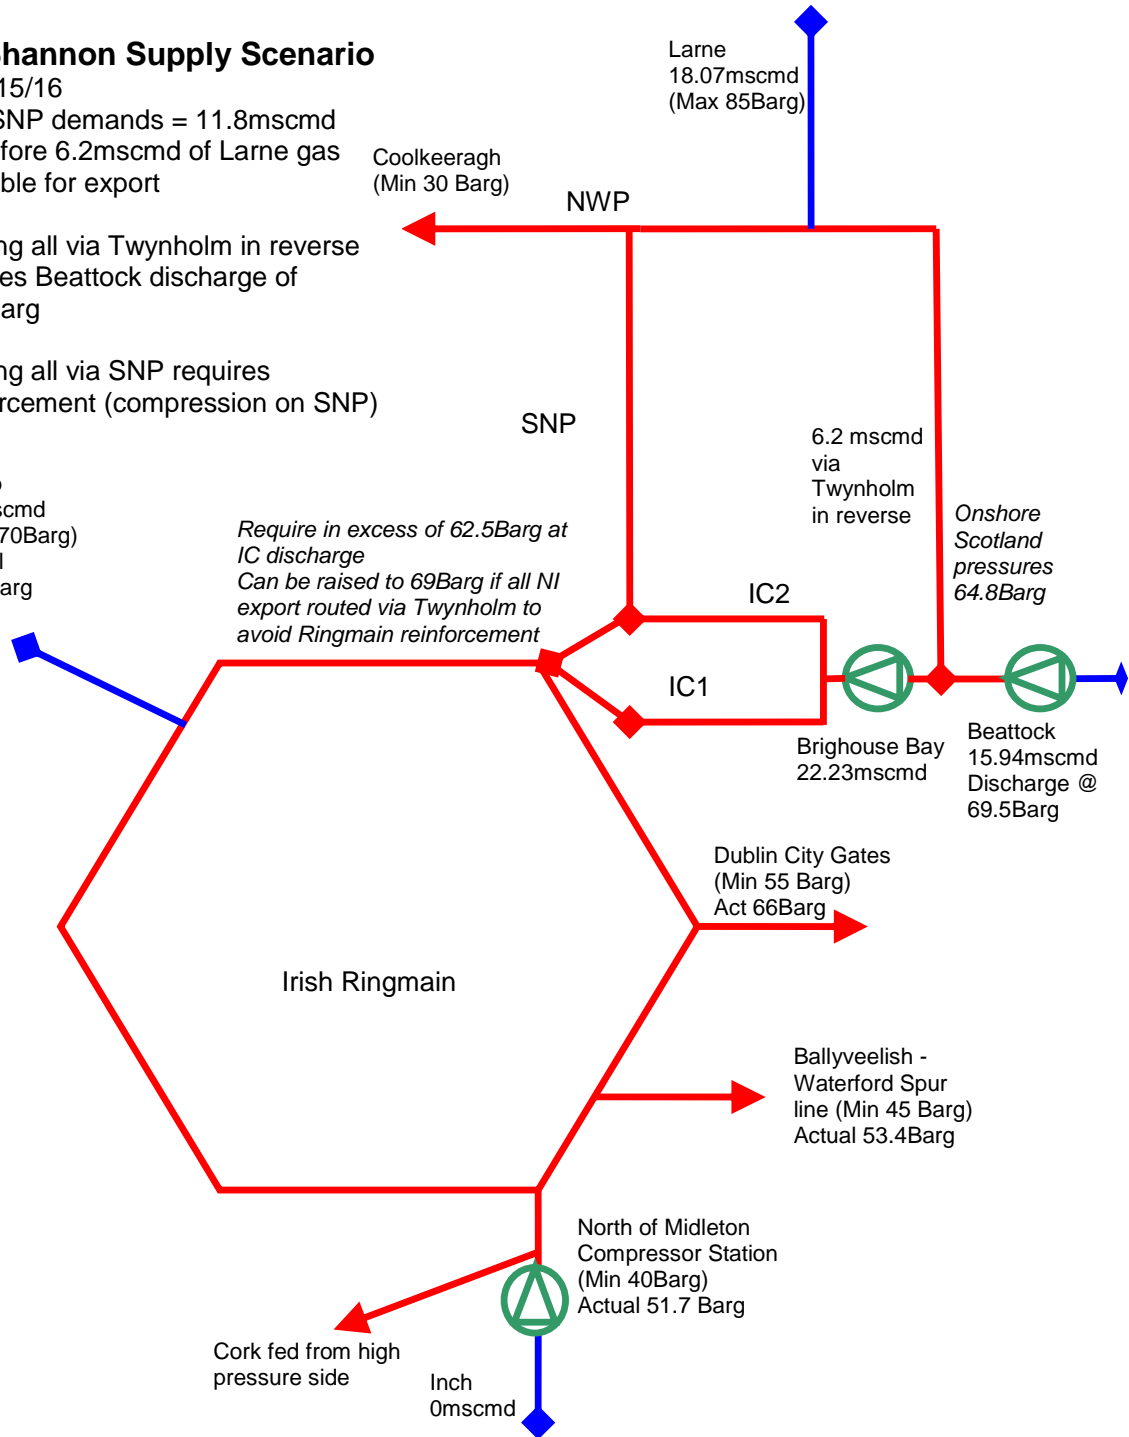 hannon Supply Scenario
15/16
SNP demands = 11.8mscmd
fore 6.2mscmd of Larne gas
ble for export
ng all via Twynholm in reverse
es Beattock discharge of
arg
ng all via SNP requires
rcement (compression on SNP)
scmd
70Barg)
l
arg
Larne
18.07mscmd
(Max 85Barg)
Coolkeeragh
(Min 30 Barg)
NWP
SNP
6.2 mscmd
via
Twynholm
in reverse
Onshore
Scotland
pressures
64.8Barg
Require in excess of 62.5Barg at
IC discharge
Can be raised to 69Barg if all NI
export routed via Twynholm to
avoid Ringmain reinforcement
IC2
IC1
Brighouse Bay
22.23mscmd
Beattock
15.94mscmd
Discharge @
69.5Barg
Dublin City Gates
(Min 55 Barg)
Act 66Barg
Irish Ringmain
Ballyveelish -
Waterford Spur
line (Min 45 Barg)
Actual 53.4Barg
North of Midleton
Compressor Station
(Min 40Barg)
Actual 51.7 Barg
Cork fed from high
pressure side
Inch
0mscmd